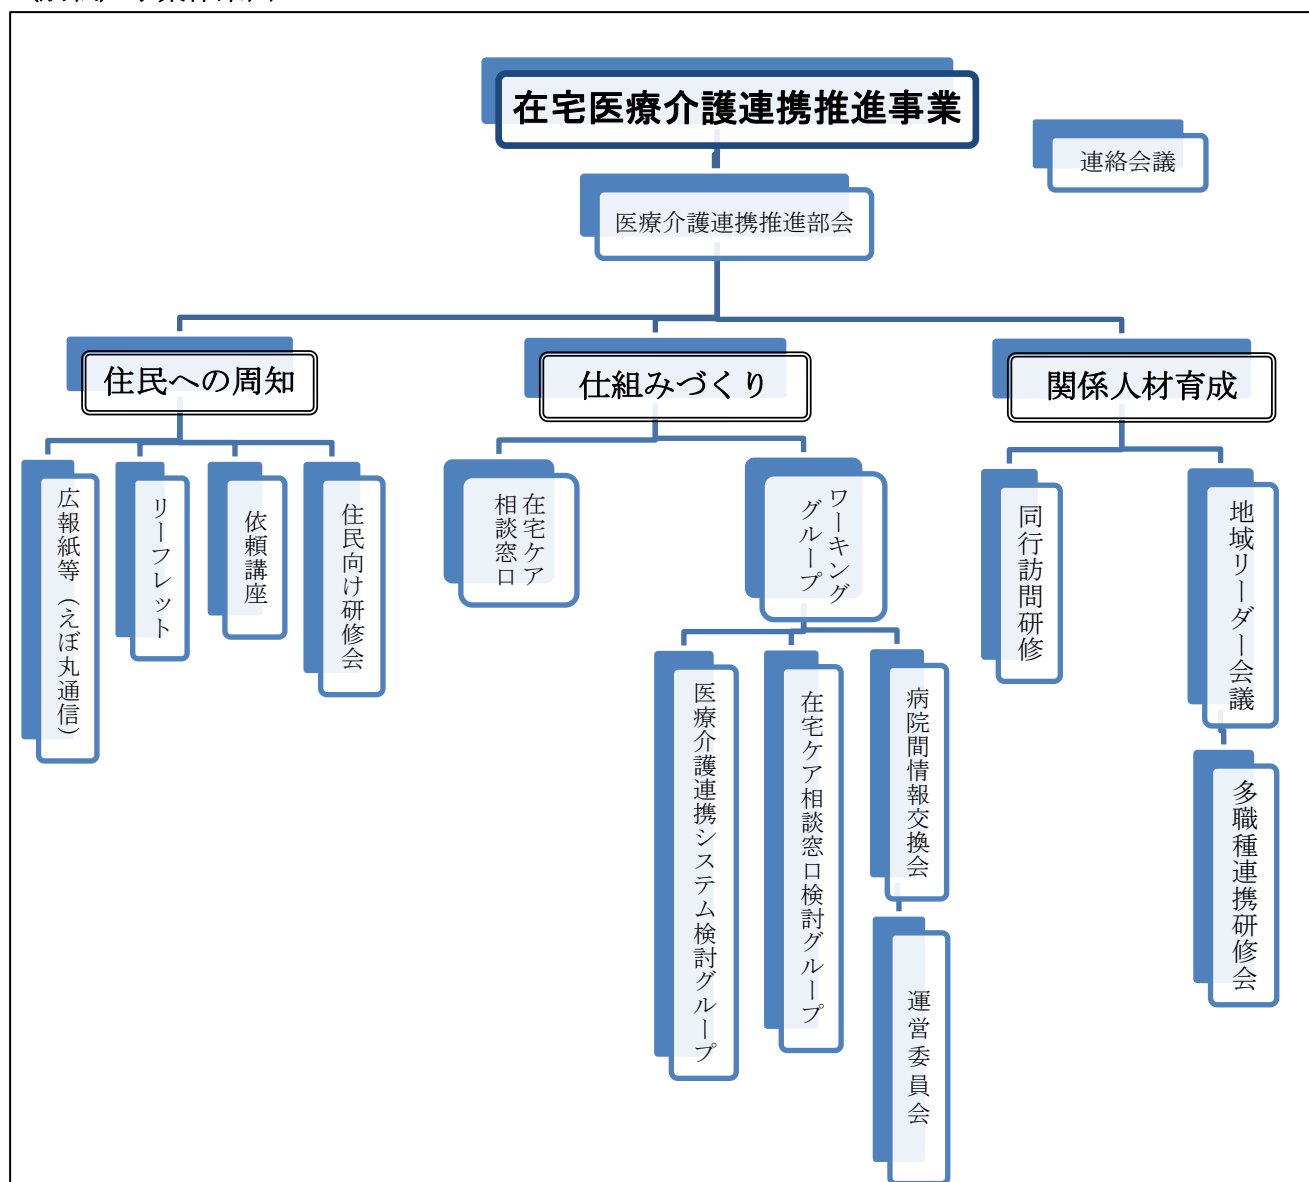 在宅医療介護連携推進事業
連絡会議
医療介護連携推進部会
住民への周知
仕組みづくり
関係人材育成
広報紙等（えぼ丸通信）
リーフレット
依頼講座
住民向け研修会
在宅ケア
相談窓口
ワーキング
グループ
医療介護連携システム検討グループ
在宅ケア相談窓口検討グループ
病院間情報交換会
運営委員会
同行訪問研修
地域リーダー会議
多職種連携研修会